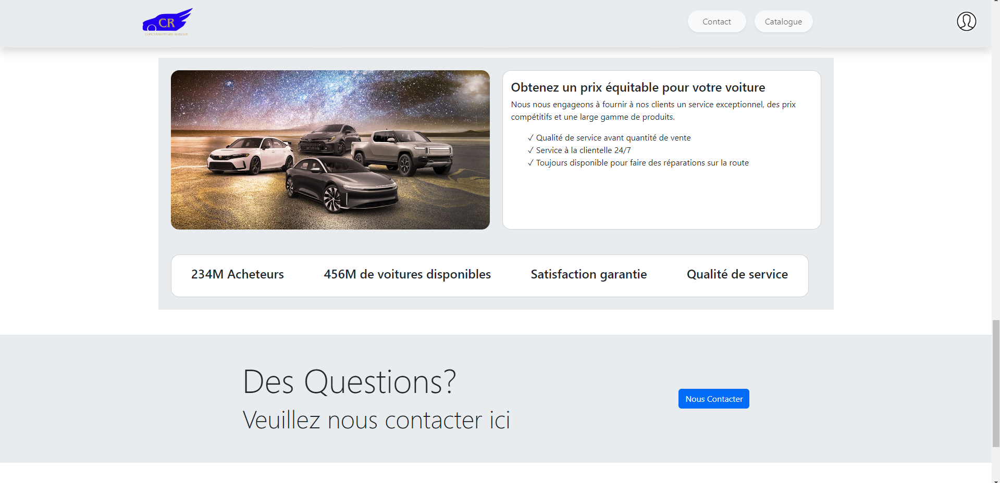 CR
Contact
Catalogue
Obtenez un prix équitable pour votre voiture
Nous nous engageons à fournir à nos clients un service exceptionnel, des prix
compétitifs et une large gamme de produits.
✓ Qualité de service avant quantité de vente
✓ Service à la clientelle 24/7
✓ Toujours disponible pour faire des réparations sur la route
234M Acheteurs
456M de voitures disponibles
Satisfaction garantie
Qualité de service
Des Questions?
Veuillez nous contacter ici
Nous Contacter